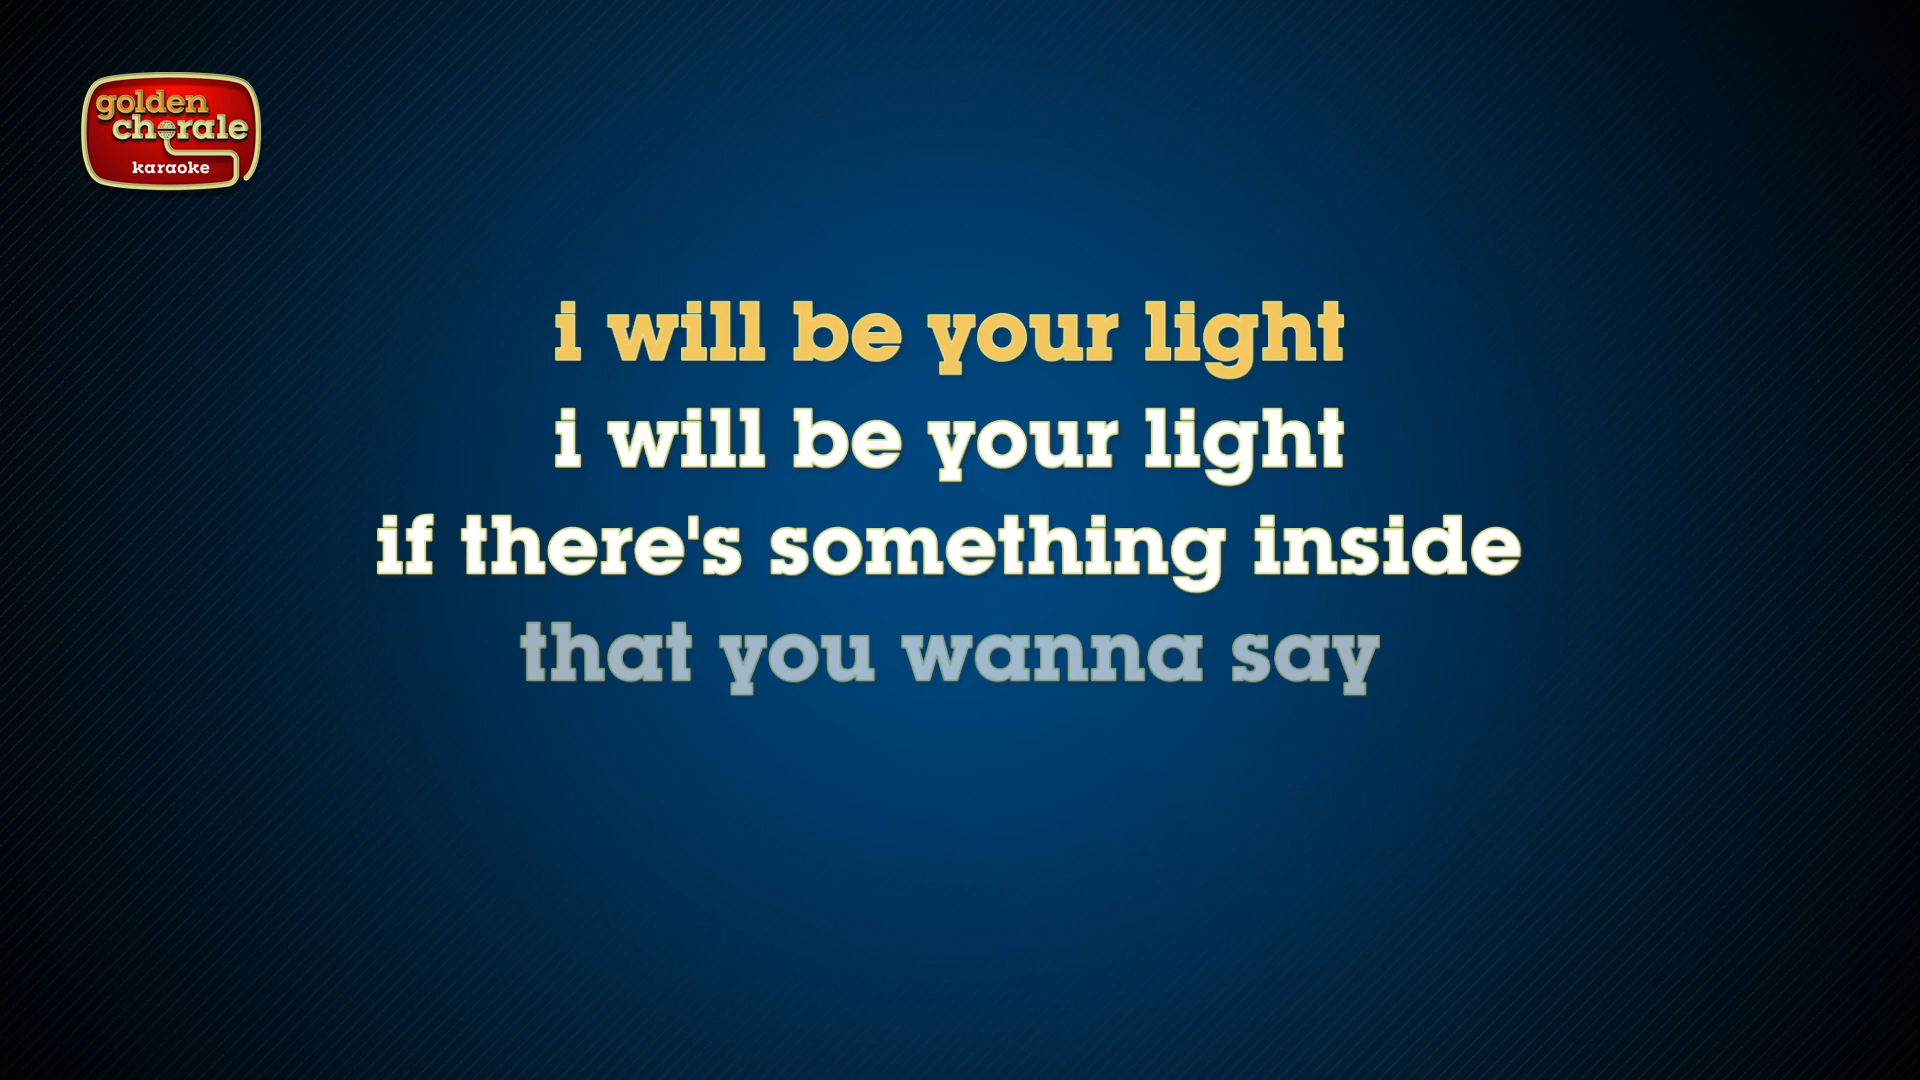 golden
chorale
karaoke
i will be your light
i will be your light
if there's something inside
that you wanna say